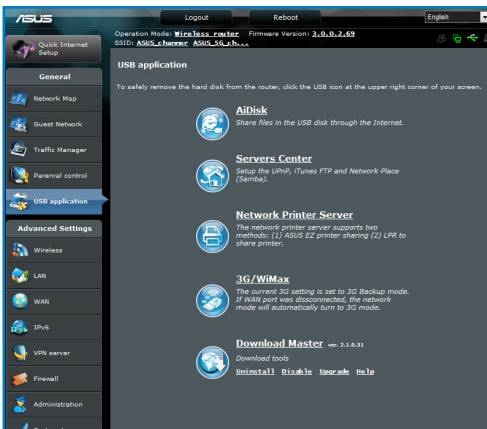 ASUS
Logout
Reboot
English
Quick Internet
Setup
Operation Mode: Wireless router Firmware Version: 3.0.0.2.69
SSID: ASUS_channer ASUS_5G_ch...
General
Network Map
Guest Network
Traffic Manager
Parenral control
USB application
Advanced Settings
Wireless
LAN
WAN
IPv6
IPv6
VPN server
Firewall
Administration
USB application
To safely remove the hard disk from the router, click the USB icon at the upper right corner of your screen.
AiDisk
Share files in the USB disk through the Internet.
Servers Center
Setup the UPnP, iTunes FTP and Network Place
(Samba).
Network Printer Server
The network printer server supports two
methods: (1) ASUS EZ printer sharing (2) LPR to
share printer.
3G/WiMax
The current 3G setting is set to 3G Backup mode.
If WAN port was dissconnected, the network
mode will automatically turn to 3G mode.
Download Master ver. 2.1.0.31
Download tools
Uninstall Disable Upgrade Help